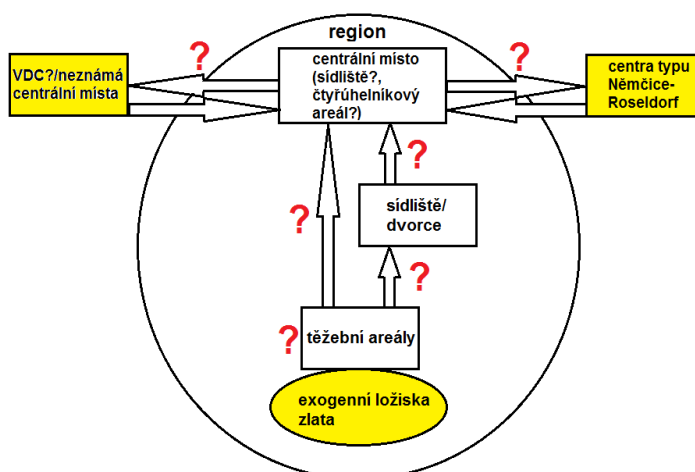 region
?
?
VDC?/neznámá
centrální místa
centrální místo
(sídliště?,
čtyřúhelníkový
areál?)
centra typu
Němčice-
Roseldorf
?
sídliště/
dvorce
?
?
?
těžební areály
exogenní ložiska
zlata